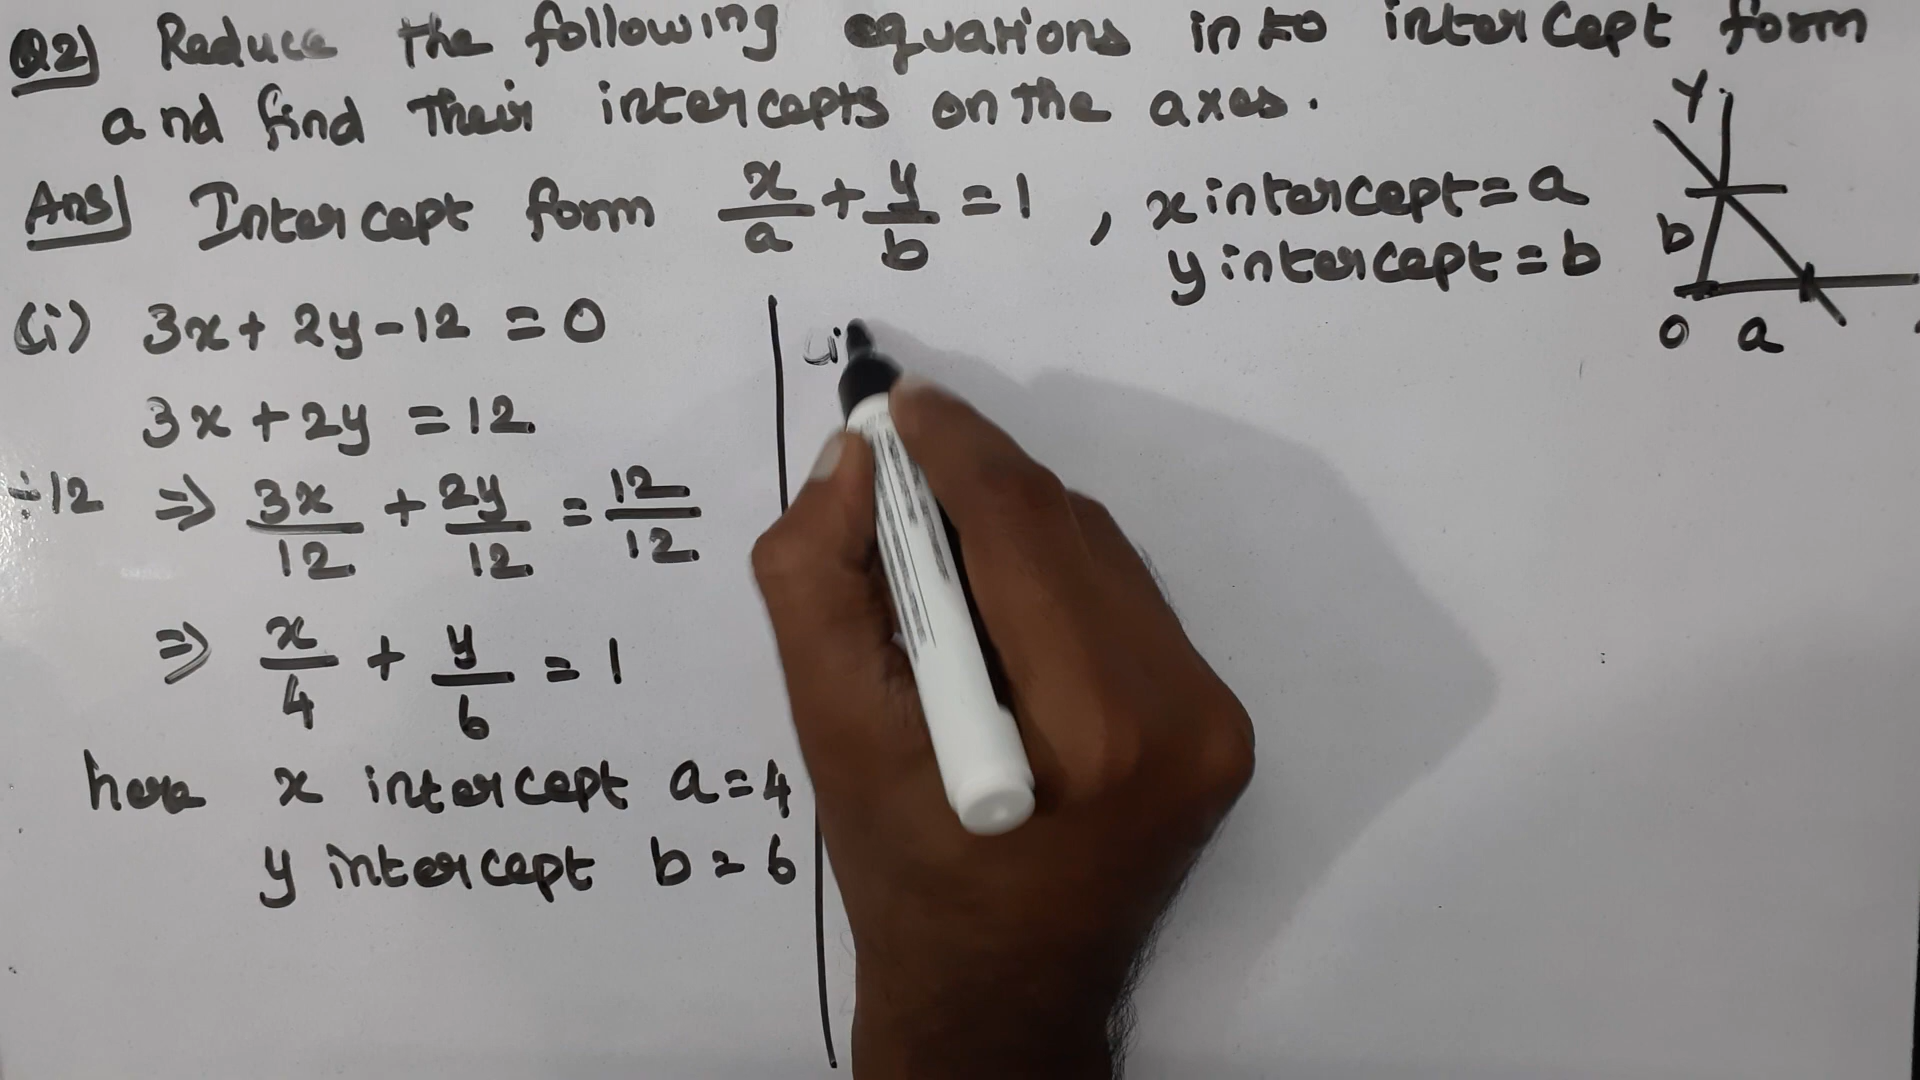 Q2) Reduce the following equations into intercept form
and find their intercepts on the axes.
Ans) Intercept form x/a + y/b = 1 , x intercept = a
y intercept = b
Y
b
O a
(i) 3x + 2y - 12 = 0
3x + 2y = 12
÷12 ⇒ 3x/12 + 2y/12 = 12/12
⇒ x/4 + y/6 = 1
here x intercept a = 4
y intercept b = 6
(i